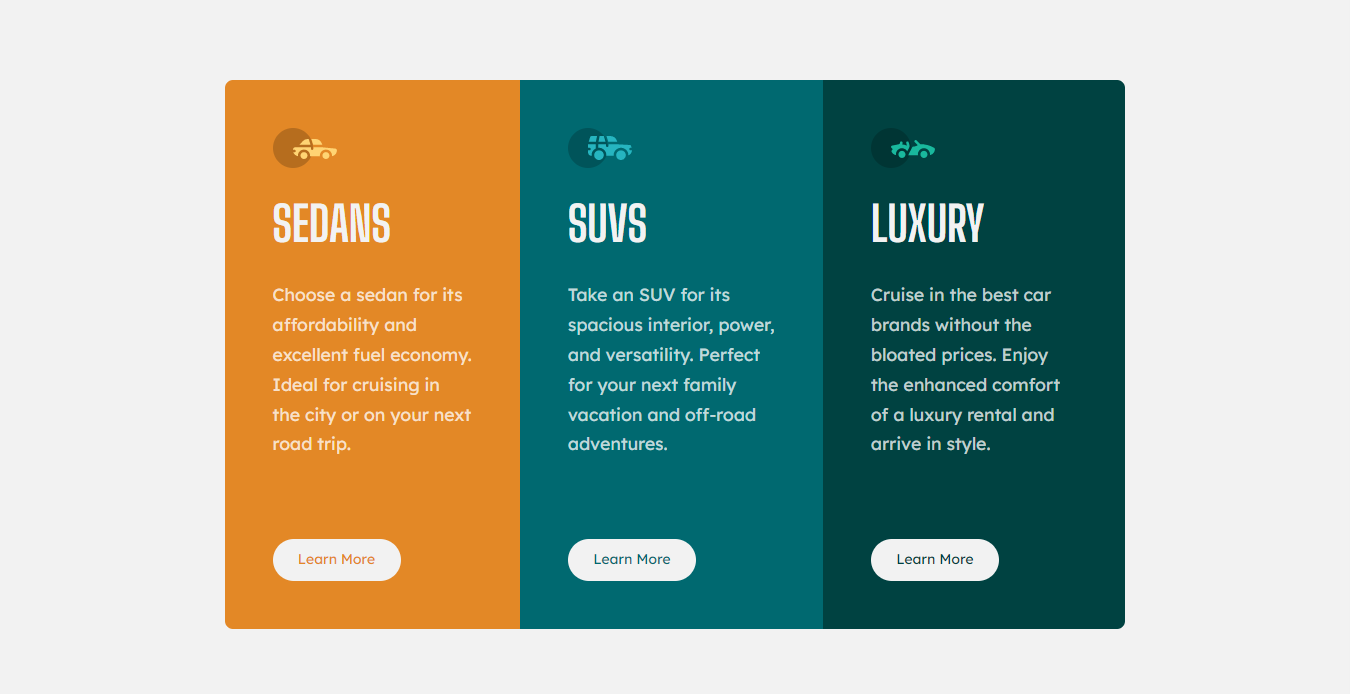 SEDANS
Choose a sedan for its
affordability and
excellent fuel economy.
Ideal for cruising in
the city or on your next
road trip.
Learn More
SUVS
Take an SUV for its
spacious interior, power,
and versatility. Perfect
for your next family
vacation and off-road
adventures.
Learn More
LUXURY
Cruise in the best car
brands without the
bloated prices. Enjoy
the enhanced comfort
of a luxury rental and
arrive in style.
Learn More